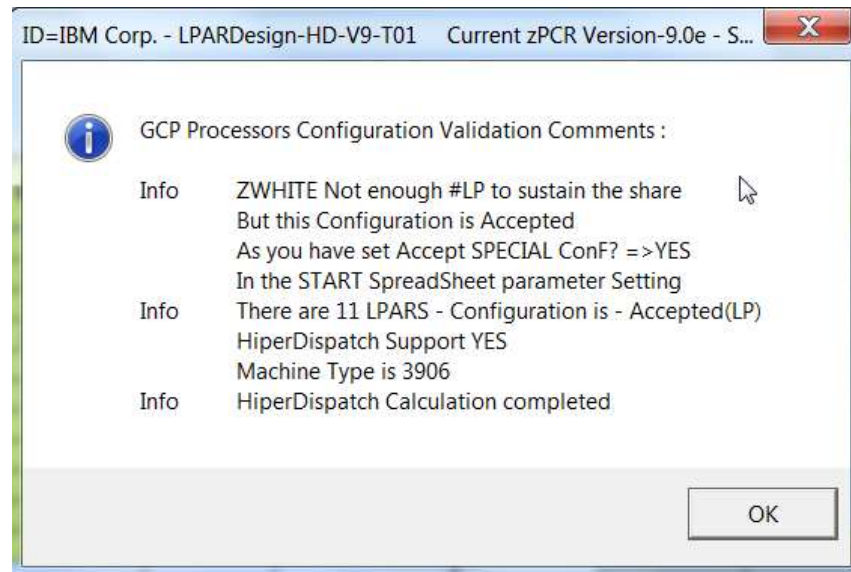 ID=IBM Corp. - LPARDesign-HD-V9-T01 Current zPCR Version-9.0e - S...
GCP Processors Configuration Validation Comments :
Info ZWHITE Not enough #LP to sustain the share
But this Configuration is Accepted
As you have set Accept SPECIAL ConF? =>YES
In the START SpreadSheet parameter Setting
Info There are 11 LPARS - Configuration is - Accepted(LP)
HiperDispatch Support YES
Machine Type is 3906
Info HiperDispatch Calculation completed
OK